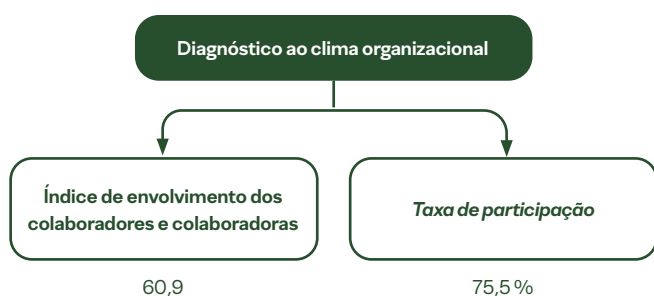 Diagnóstico ao clima organizacional
Índice de envolvimento dos
colaboradores e colaboradoras
Taxa de participação
60,9
75,5 %